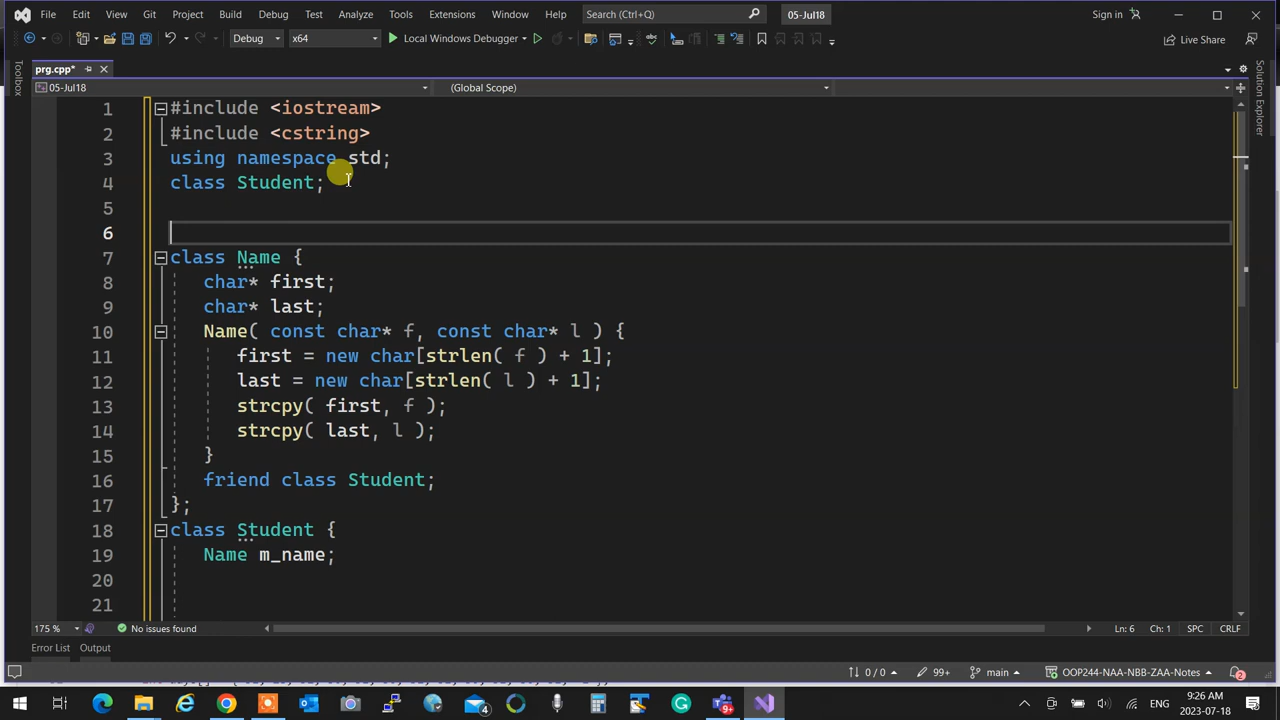 File Edit View Git Project Build Debug Test Analyze Tools Extensions Window Help Search (Ctrl+Q) 05-Jul18 Sign in
Debug x64 Local Windows Debugger Live Share
prg.cpp*
05-Jul18 (Global Scope)
Toolbox
Solution Explorer
1 #include <iostream>
2 #include <cstring>
3 using namespace std;
4 class Student;
5
6
7 class Name {
8 char* first;
9 char* last;
10 Name( const char* f, const char* l ) {
11 first = new char[strlen( f ) + 1];
12 last = new char[strlen( l ) + 1];
13 strcpy( first, f );
14 strcpy( last, l );
15 }
16 friend class Student;
17 };
18 class Student {
19 Name m_name;
20
21
175 % No issues found Ln: 6 Ch: 1 SPC CRLF
Error List Output
0 / 0 99+ main OOP244-NAA-NBB-ZAA-Notes 2
4 9 ENG 9:26 AM
2023-07-18